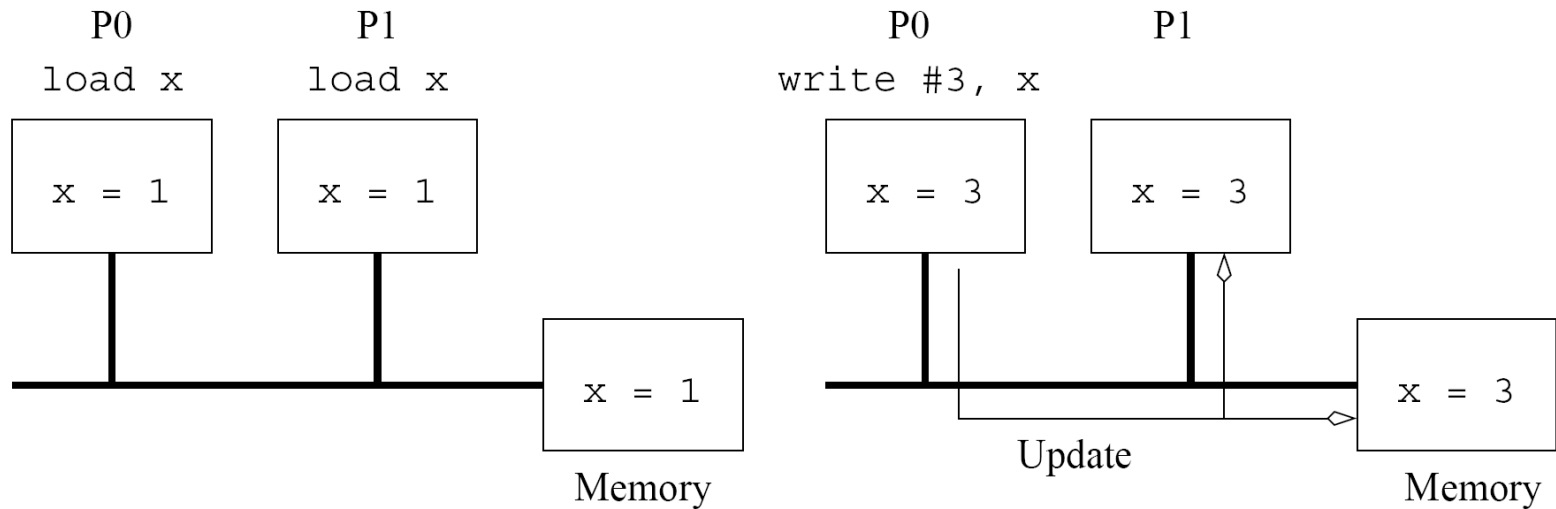 P0 P1
load x load x
x = 1 x = 1
x = 1
Memory
P0 P1
write #3, x
x = 3 x = 3
x = 3
Update
Memory